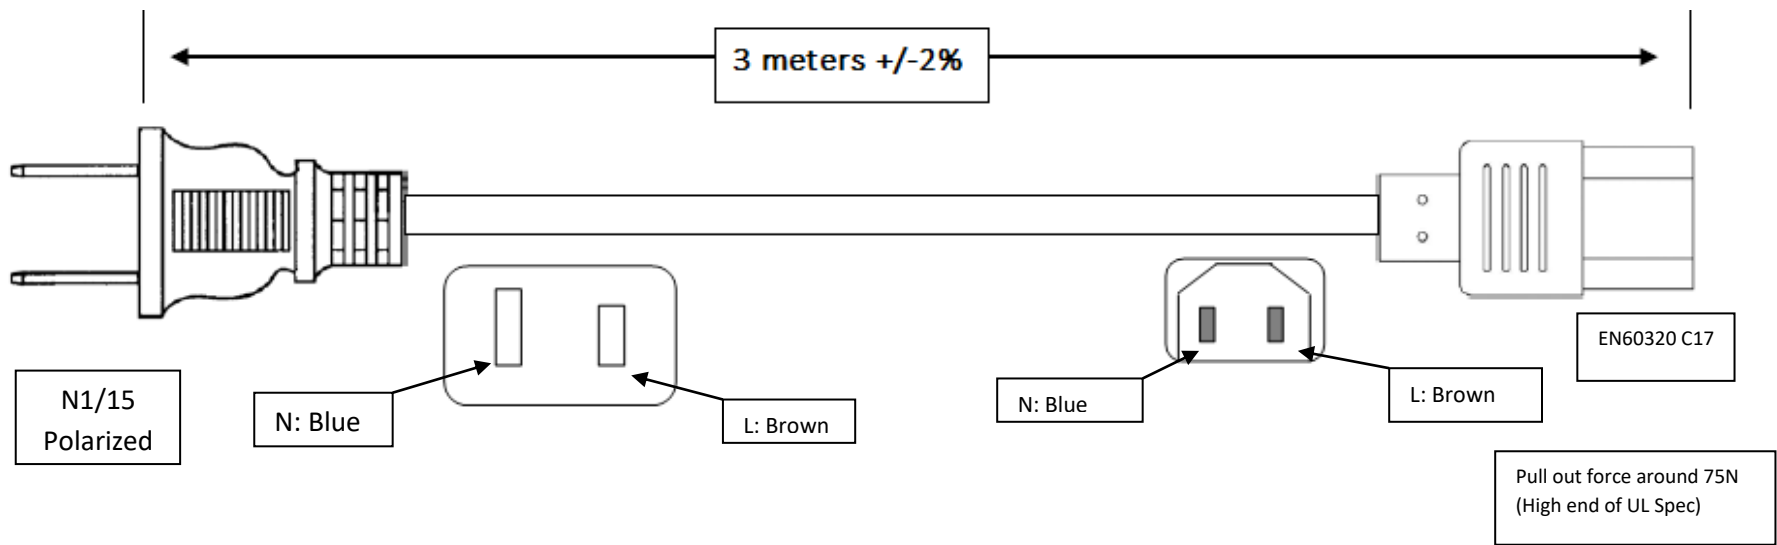 3 meters +/-2%
EN60320 C17
N1/15
Polarized
N: Blue
L: Brown
N: Blue
L: Brown
Pull out force around 75N
(High end of UL Spec)